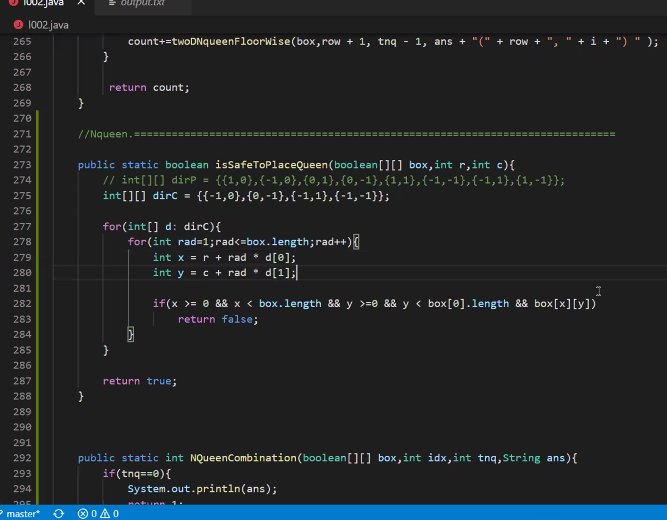 l002.java output.txt
l002.java
265 count+=twoDNqueenFloorWise(box,row + 1, tnq - 1, ans + "(" + row + ", " + i + ") " );
266 }
267
268 return count;
269 }
270
271 //Nqueen.=============================================================================
272
273 public static boolean isSafeToPlaceQueen(boolean[][] box,int r,int c){
274 // int[][] dirP = {{1,0},{-1,0},{0,1},{0,-1},{1,1},{-1,-1},{-1,1},{1,-1}};
275 int[][] dirC = {{-1,0},{0,-1},{-1,1},{-1,-1}};
276
277 for(int[] d: dirC){
278 for(int rad=1;rad<=box.length;rad++){
279 int x = r + rad * d[0];
280 int y = c + rad * d[1];
281
282 if(x >= 0 && x < box.length && y >=0 && y < box[0].length && box[x][y])
283 return false;
284 }
285 }
286
287 return true;
288 }
289
290
291
292 public static int NQueenCombination(boolean[][] box,int idx,int tnq,String ans){
293 if(tnq==0){
294 System.out.println(ans);
295 return 1;
master* 0 0